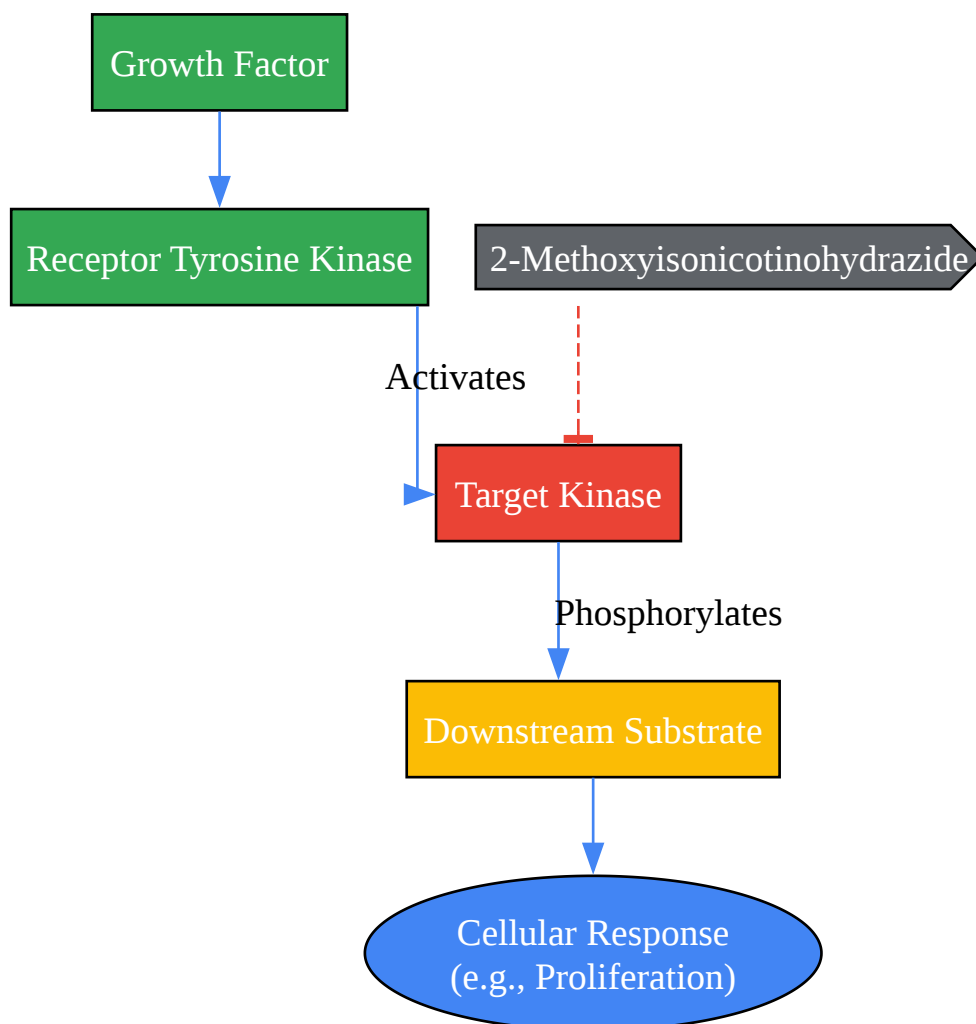 Growth Factor
Receptor Tyrosine Kinase
2-Methoxyisonicotinohydrazide
Activates
Target Kinase
Phosphorylates
Downstream Substrate
Cellular Response
(e.g., Proliferation)